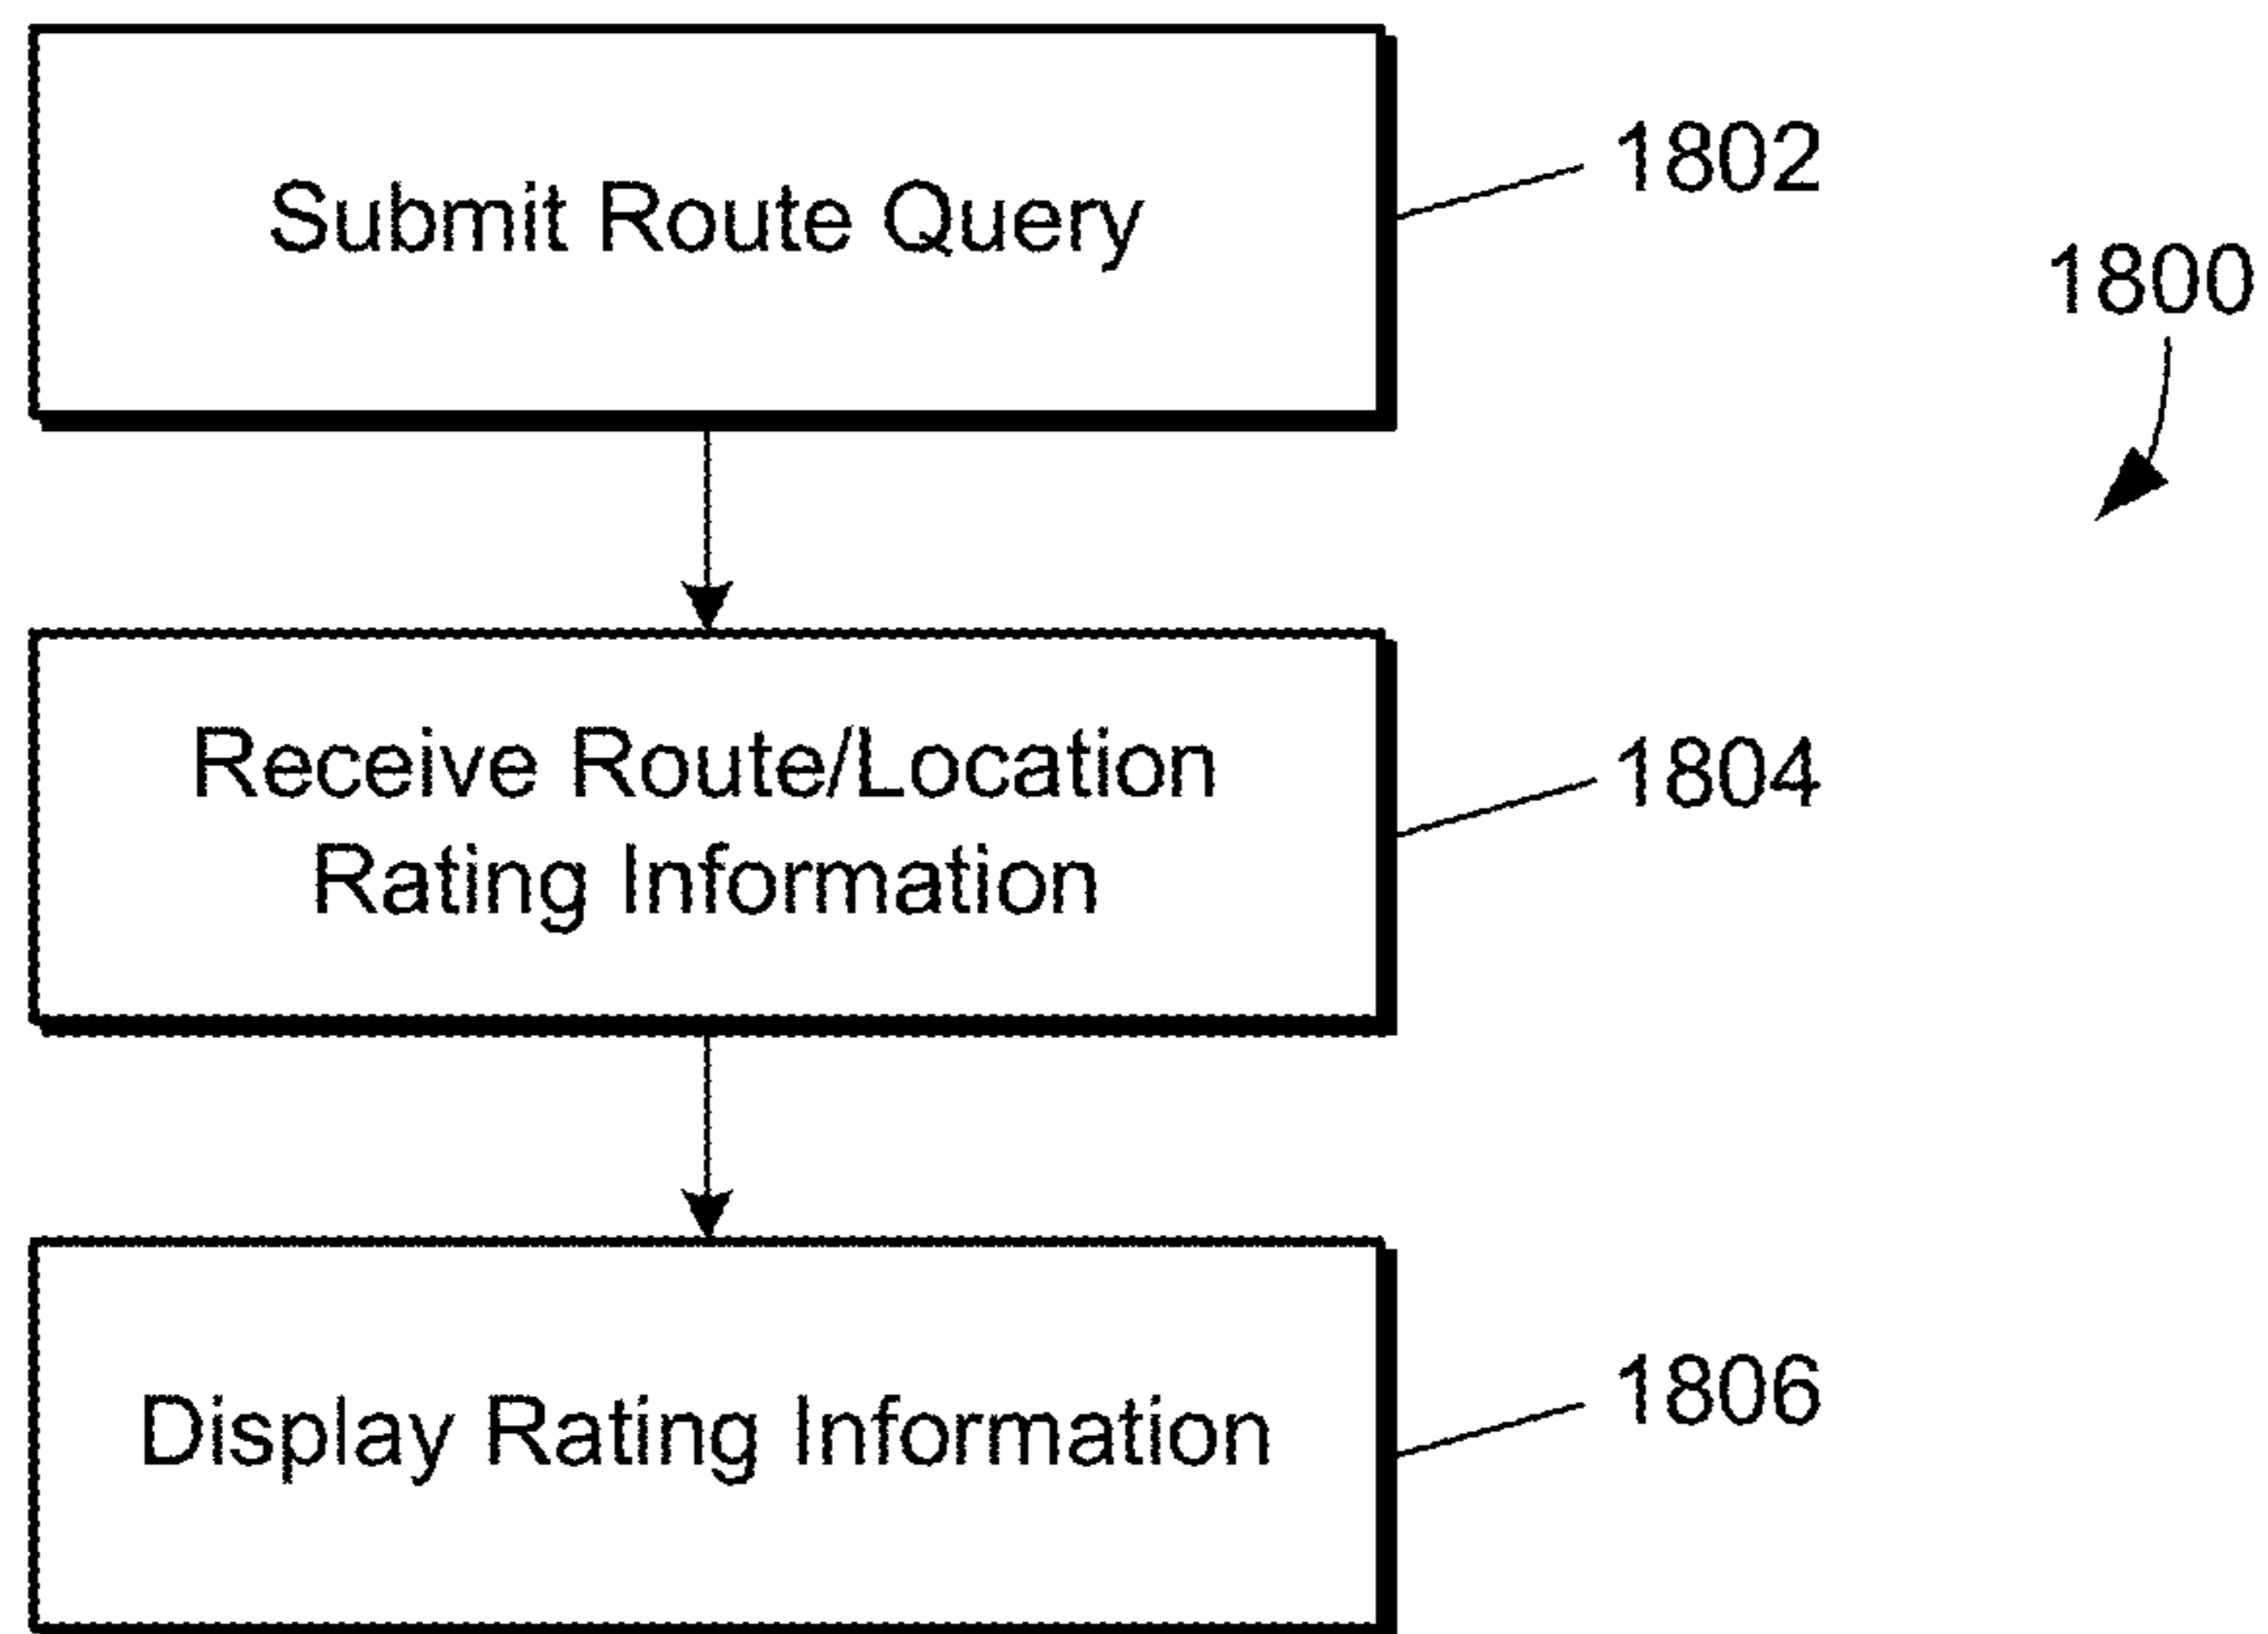 Submit Route Query
1802
1800
Receive Route/Location
Rating Information
1804
Display Rating Information
1806